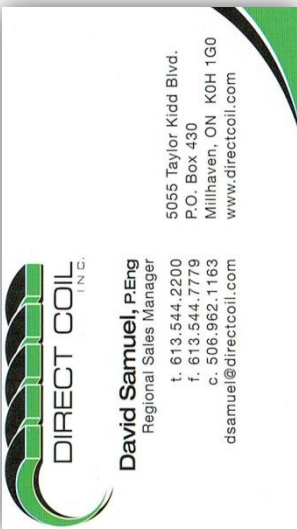 DIRECT COIL
INC.
David Samuel, P.Eng
Regional Sales Manager
t. 613.544.2200
f. 613.544.7779
c. 506.962.1163
dsamuel@directcoil.com
5055 Taylor Kidd Blvd.
P.O. Box 430
Millhaven, ON K0H 1G0
www.directcoil.com